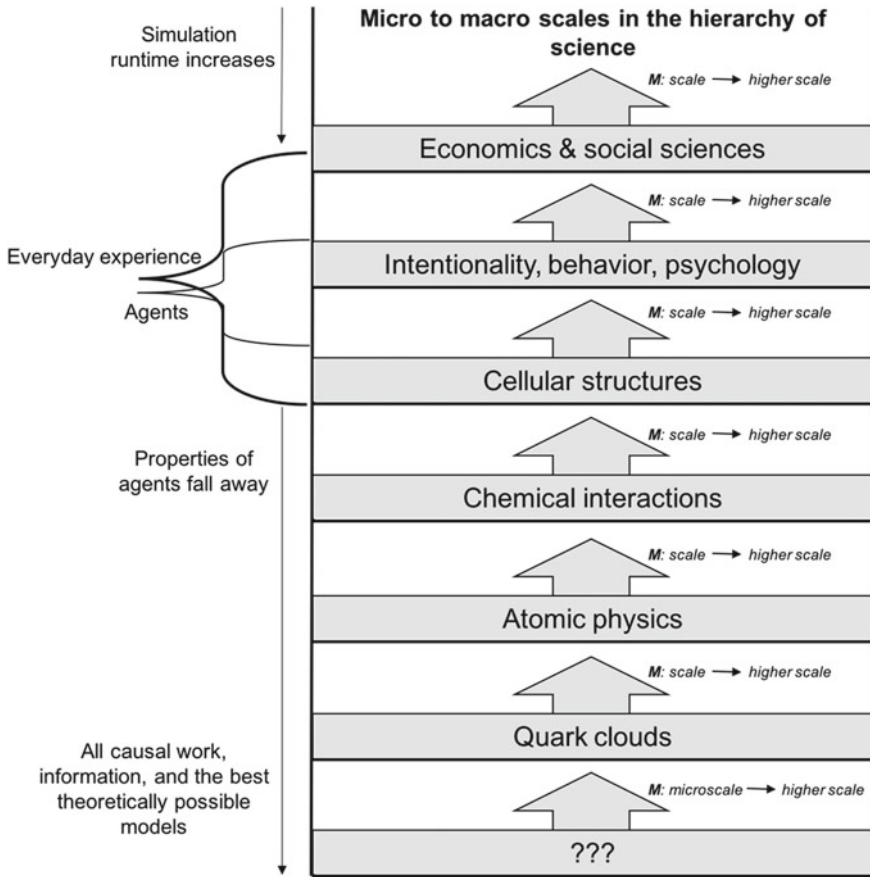 Micro to macro scales in the hierarchy of
science
Simulation
runtime increases
M: scale ⟶ higher scale
Economics & social sciences
M: scale ⟶ higher scale
Everyday experience
Intentionality, behavior, psychology
Agents
M: scale ⟶ higher scale
Cellular structures
M: scale ⟶ higher scale
Properties of
agents fall away
Chemical interactions
M: scale ⟶ higher scale
Atomic physics
M: scale ⟶ higher scale
Quark clouds
All causal work,
information, and the best
theoretically possible
models
M: microscale ⟶ higher scale
???